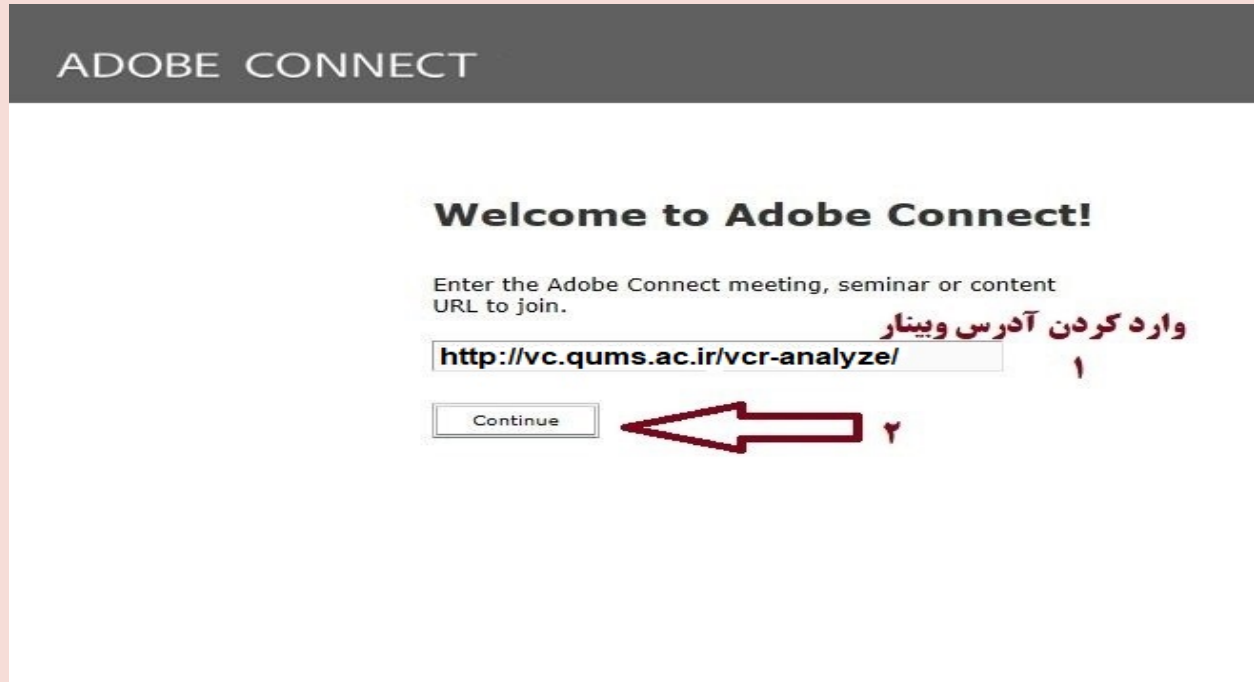 ADOBE CONNECT
Welcome to Adobe Connect!
Enter the Adobe Connect meeting, seminar or content
URL to join.
وارد کردن آدرس وبینار
http://vc.qums.ac.ir/vcr-analyze/
۱
Continue
۲